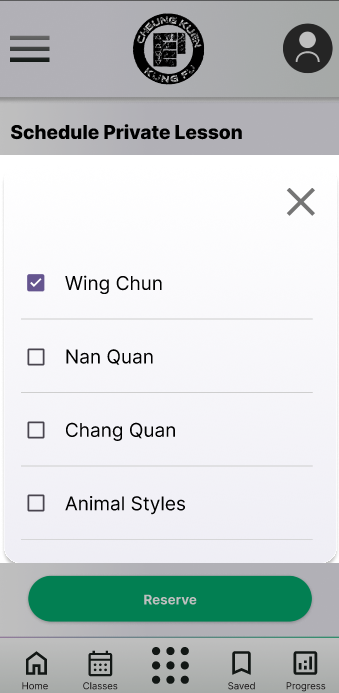 CHEUNG KUEN
KUNG FU
Schedule Private Lesson
Wing Chun
Nan Quan
Chang Quan
Animal Styles
Reserve
Home
Classes
Saved
Progress